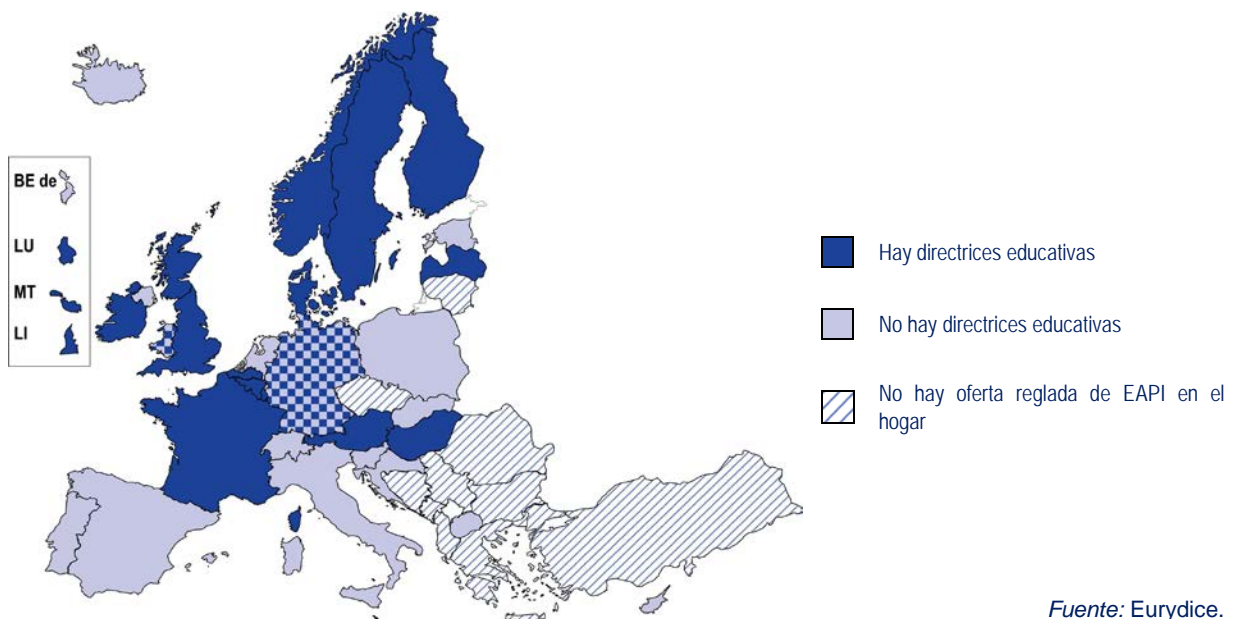 BE de
LU
MT
LI
Hay directrices educativas
No hay directrices educativas
No hay oferta reglada de EAPI en el
hogar
Fuente: Eurydice.